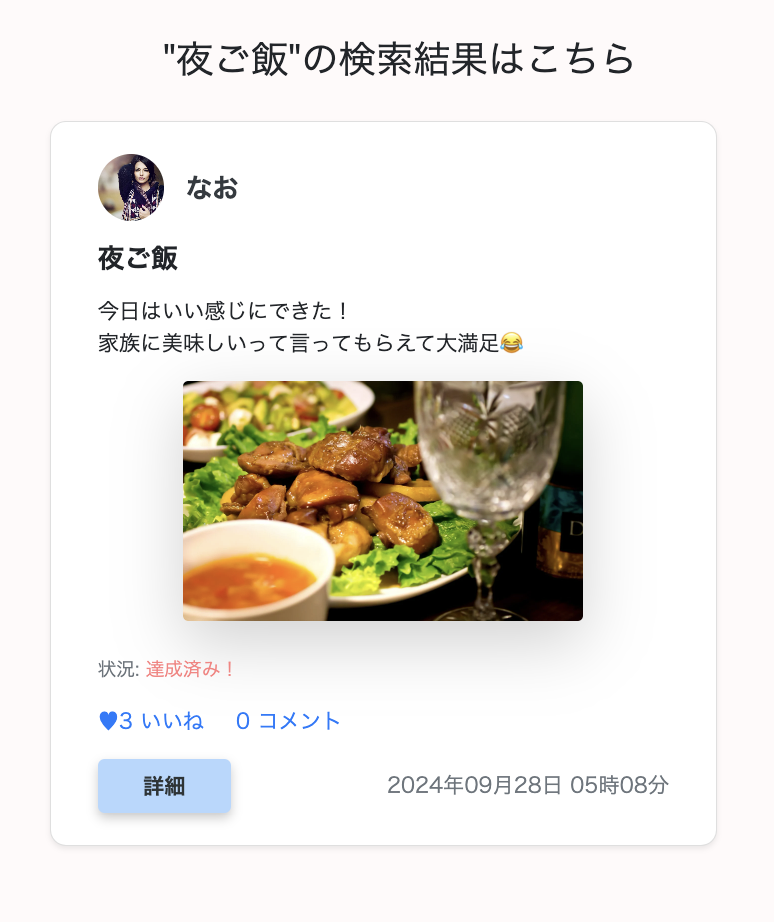 "夜ご飯"の検索結果はこちら
なお
夜ご飯
今日はいい感じにできた！
家族に美味しいって言ってもらえて大満足😂
状況: 達成済み！
♥3 いいね 0 コメント
詳細
2024年09月28日 05時08分